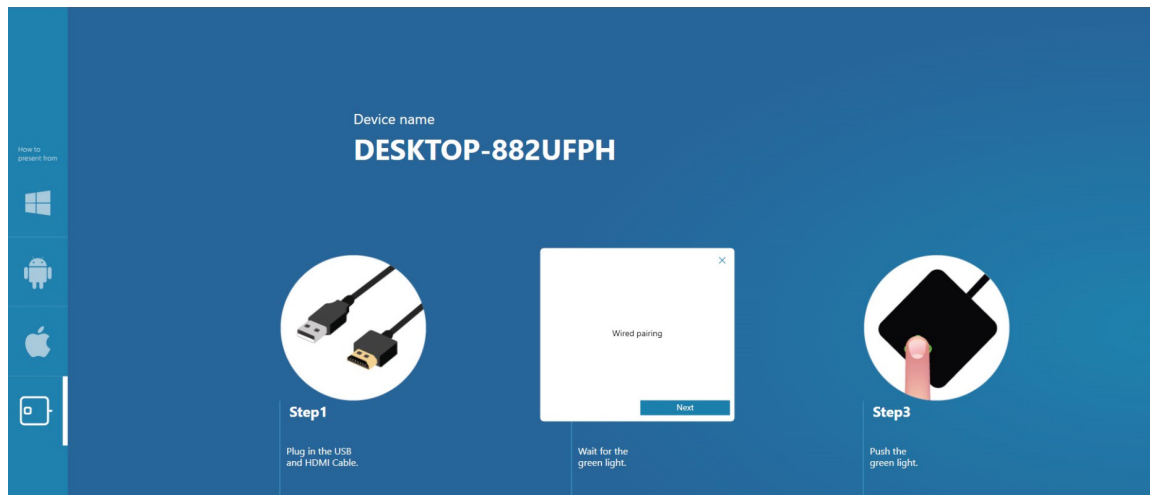 How to
present from
Device name
DESKTOP-882UFPH
Step1
Plug in the USB
and HDMI Cable.
Wired pairing
Next
Wait for the
green light.
Step3
Push the
green light.